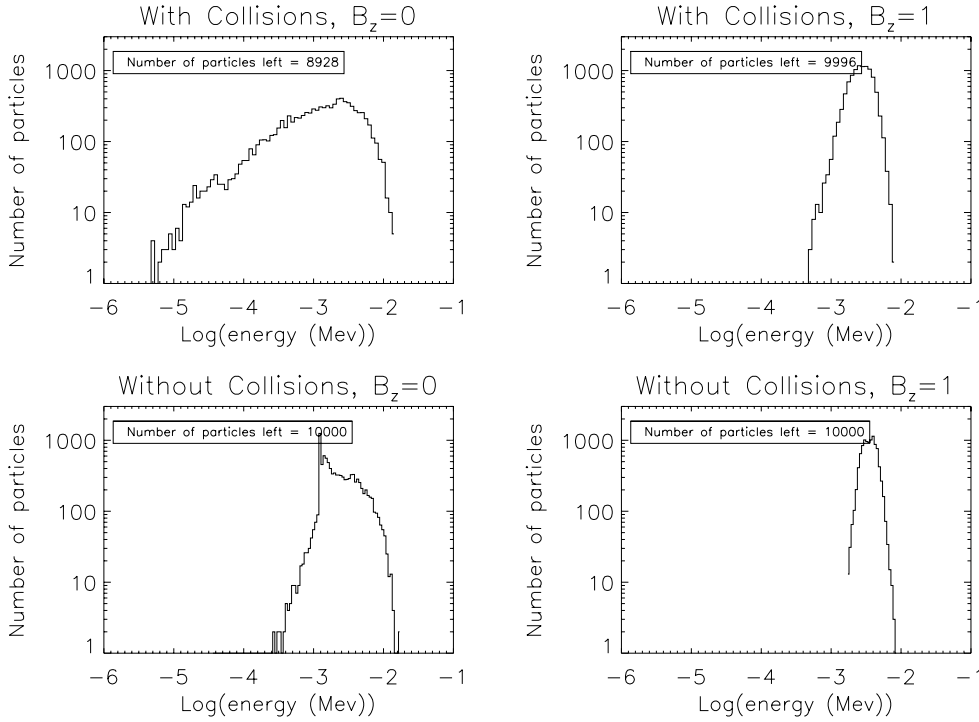 With Collisions, B_z=0
Number of particles left = 8928
Number of particles
1000
100
10
1
−6 −5 −4 −3 −2 −1
Log(energy (Mev))
With Collisions, B_z=1
Number of particles left = 9996
Number of particles
1000
100
10
1
−6 −5 −4 −3 −2 −1
Log(energy (Mev))
Without Collisions, B_z=0
Number of particles left = 10000
Number of particles
1000
100
10
1
−6 −5 −4 −3 −2 −1
Log(energy (Mev))
Without Collisions, B_z=1
Number of particles left = 10000
Number of particles
1000
100
10
1
−6 −5 −4 −3 −2 −1
Log(energy (Mev))